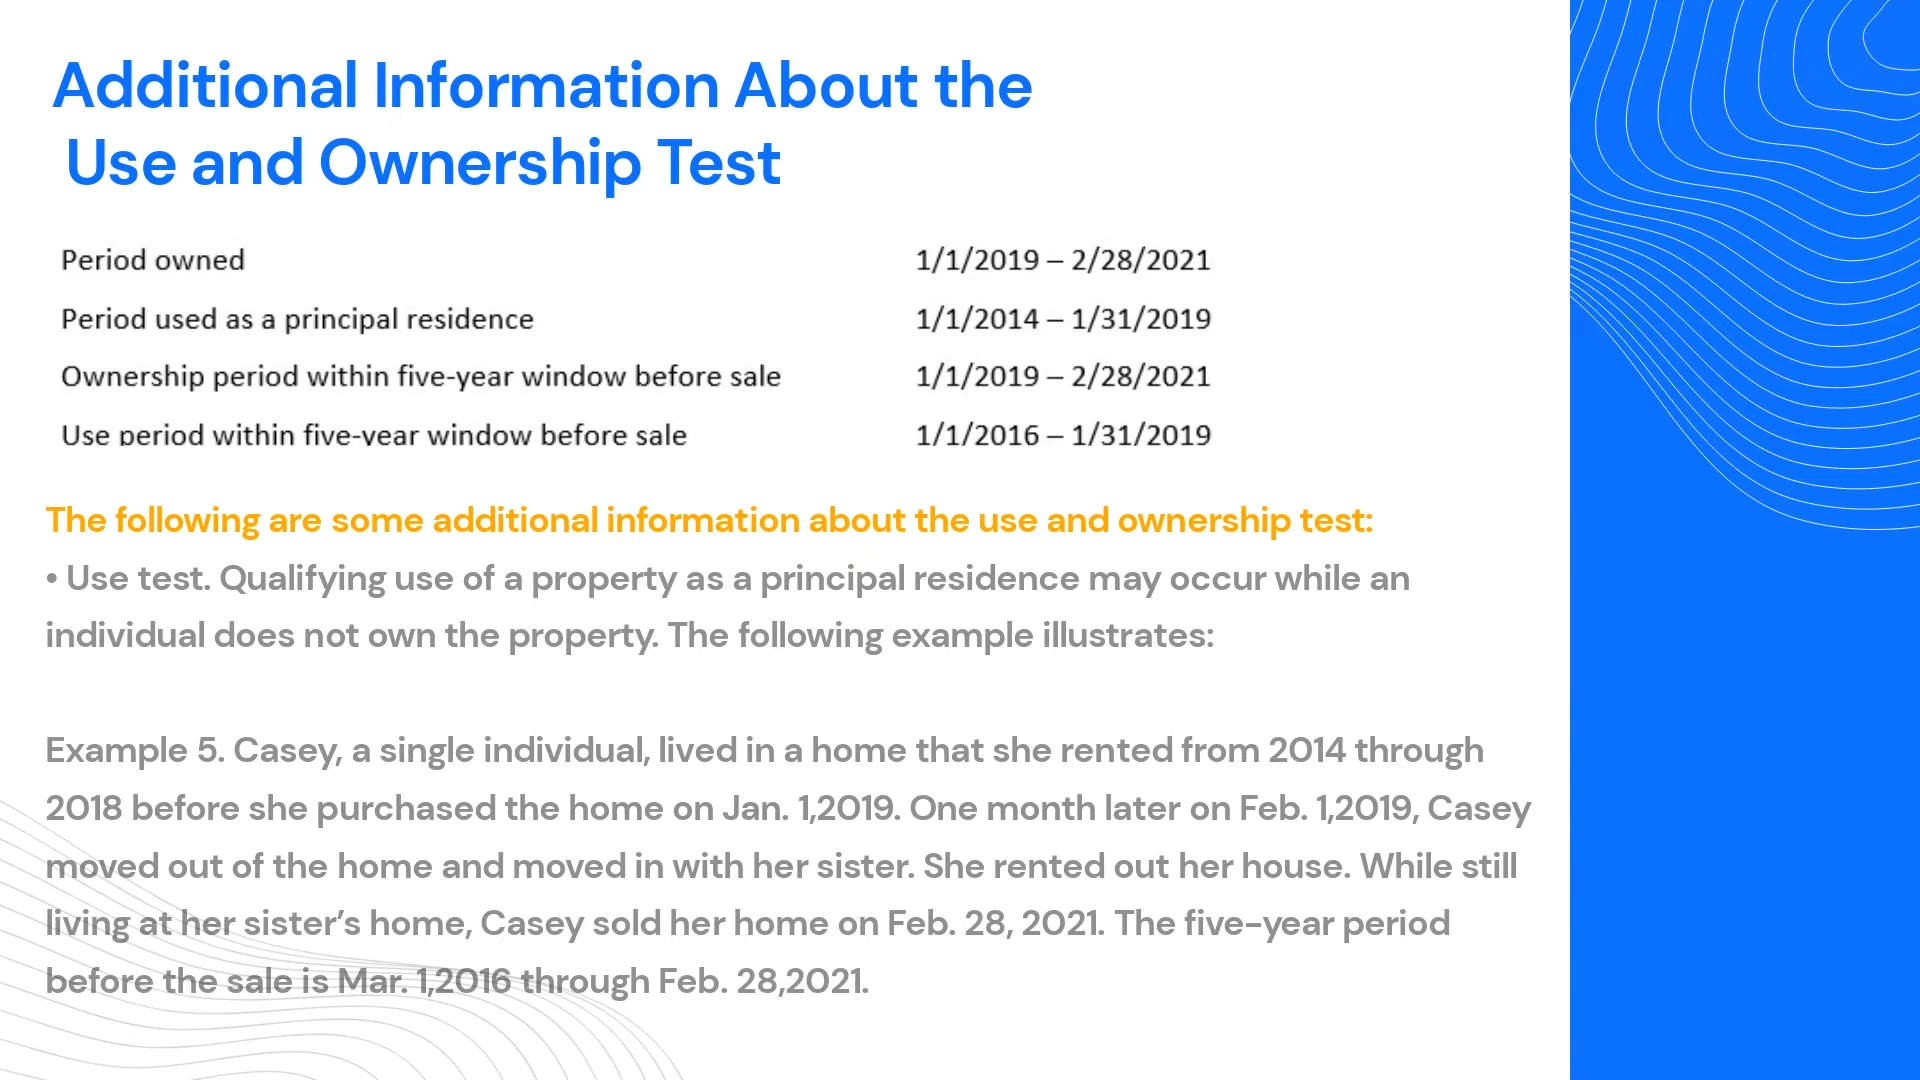 Additional Information About the
Use and Ownership Test
Period owned 1/1/2019 – 2/28/2021
Period used as a principal residence 1/1/2014 – 1/31/2019
Ownership period within five-year window before sale 1/1/2019 – 2/28/2021
Use period within five-year window before sale 1/1/2016 – 1/31/2019
The following are some additional information about the use and ownership test:
• Use test. Qualifying use of a property as a principal residence may occur while an
individual does not own the property. The following example illustrates:
Example 5. Casey, a single individual, lived in a home that she rented from 2014 through
2018 before she purchased the home on Jan. 1,2019. One month later on Feb. 1,2019, Casey
moved out of the home and moved in with her sister. She rented out her house. While still
living at her sister’s home, Casey sold her home on Feb. 28, 2021. The five-year period
before the sale is Mar. 1,2016 through Feb. 28,2021.